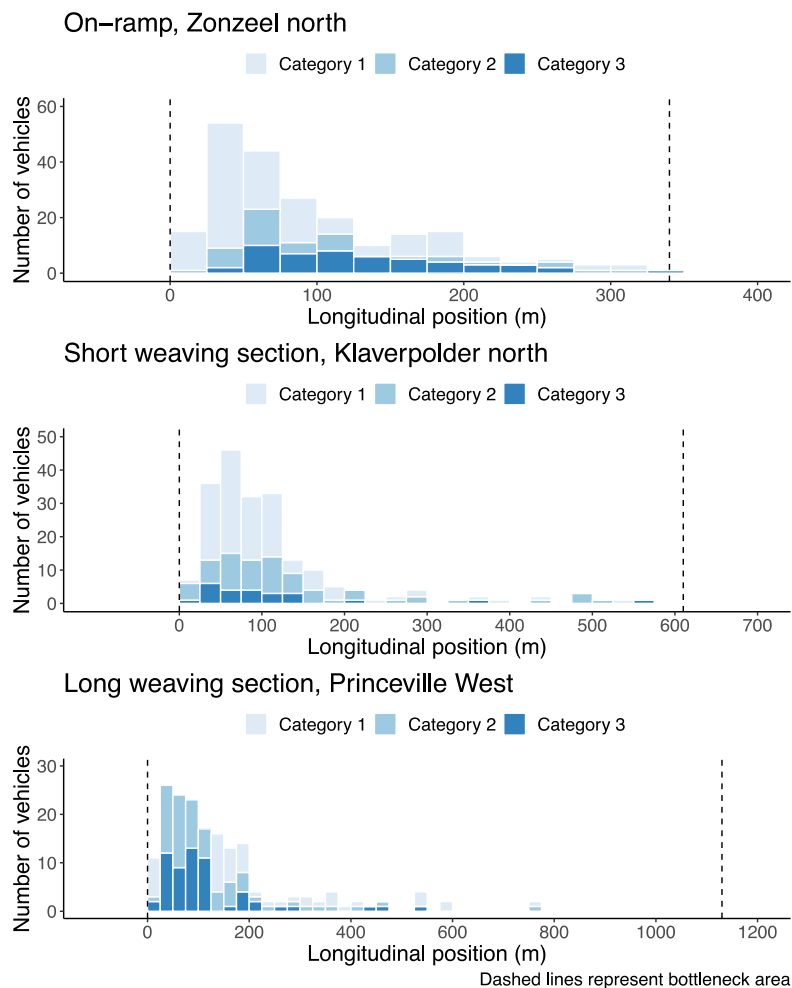 On−ramp, Zonzeel north
Category 1 Category 2 Category 3
Number of vehicles
60
40
20
0
0 100 200 300 400
Longitudinal position (m)
Short weaving section, Klaverpolder north
Category 1 Category 2 Category 3
Number of vehicles
50
40
30
20
10
0
0 100 200 300 400 500 600 700
Longitudinal position (m)
Long weaving section, Princeville West
Category 1 Category 2 Category 3
Number of vehicles
30
20
10
0
0 200 400 600 800 1000 1200
Longitudinal position (m)
Dashed lines represent bottleneck area